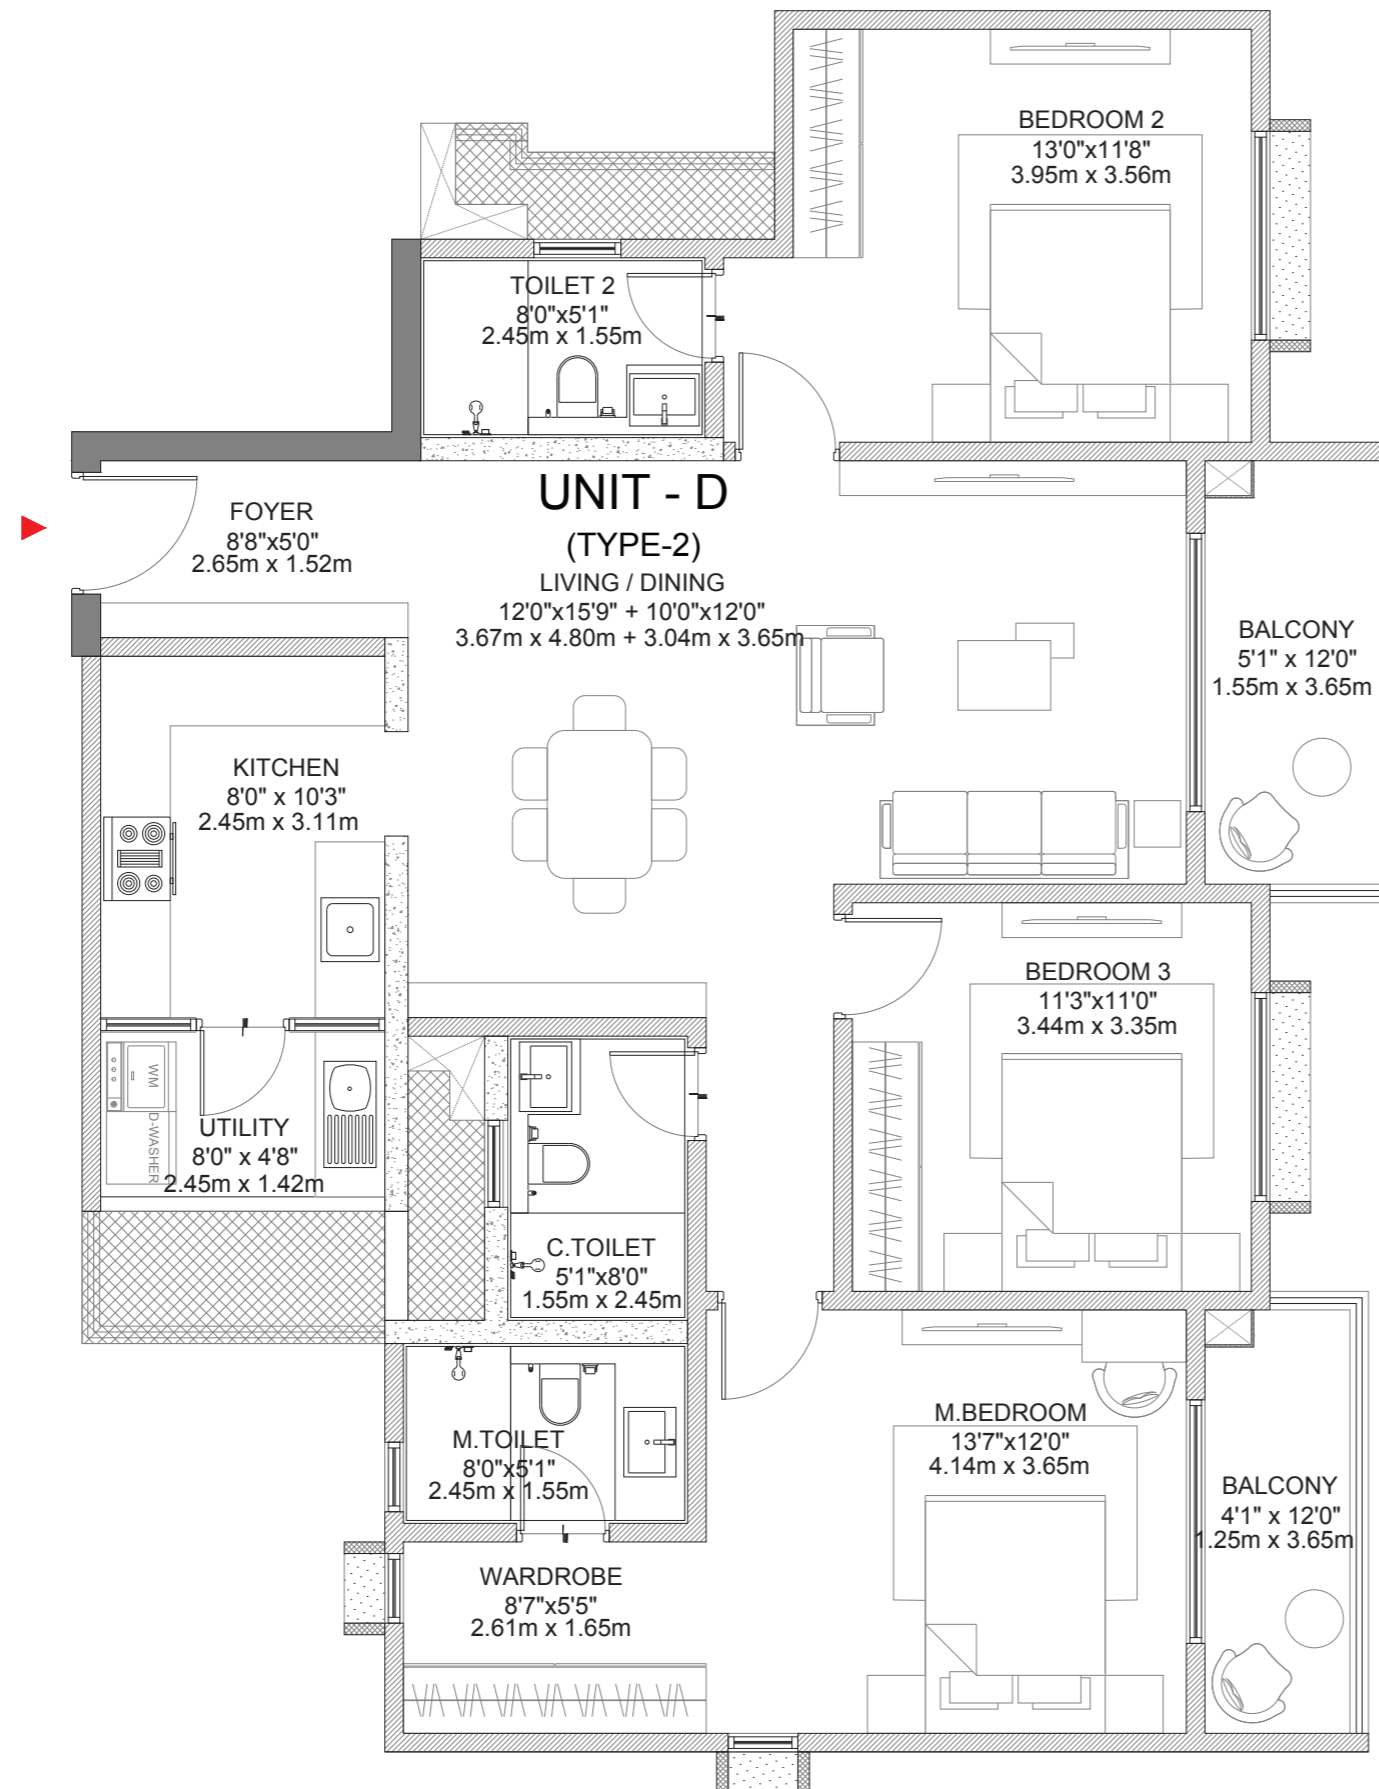 BEDROOM 2
13'0"x11'8"
3.95m x 3.56m
TOILET 2
8'0"x5'1"
2.45m x 1.55m
UNIT - D
(TYPE-2)
FOYER
8'8"x5'0"
2.65m x 1.52m
LIVING / DINING
12'0"x15'9" + 10'0"x12'0"
3.67m x 4.80m + 3.04m x 3.65m
BALCONY
5'1" x 12'0"
1.55m x 3.65m
KITCHEN
8'0" x 10'3"
2.45m x 3.11m
BEDROOM 3
11'3"x11'0"
3.44m x 3.35m
WM
D-WASHER
UTILITY
8'0" x 4'8"
2.45m x 1.42m
C.TOILET
5'1"x8'0"
1.55m x 2.45m
M.TOILET
8'0"x5'1"
2.45m x 1.55m
M.BEDROOM
13'7"x12'0"
4.14m x 3.65m
BALCONY
4'1" x 12'0"
1.25m x 3.65m
WARDROBE
8'7"x5'5"
2.61m x 1.65m